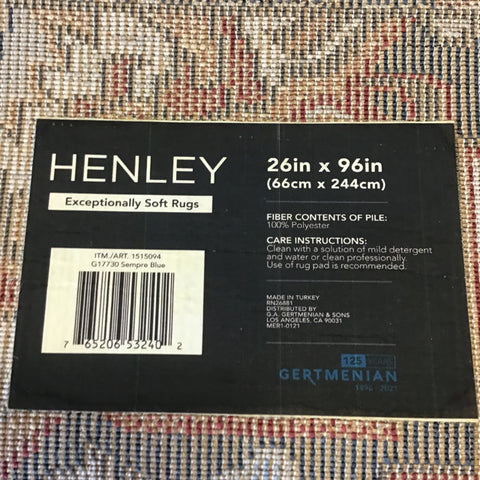 HENLEY
Exceptionally Soft Rugs
ITM./ART. 1515094
G17730 Sempre Blue
7 65206 53240 2
26in x 96in
(66cm x 244cm)
FIBER CONTENTS OF PILE:
100% Polyester
CARE INSTRUCTIONS:
Clean with a solution of mild detergent
and water or clean professionally.
Use of rug pad is recommended.
MADE IN TURKEY
RN26881
DISTRIBUTED BY
G.A. GERTMENIAN & SONS
LOS ANGELES, CA 90031
MER1-0121
125 YEARS
GERTMENIAN
1896 - 2021